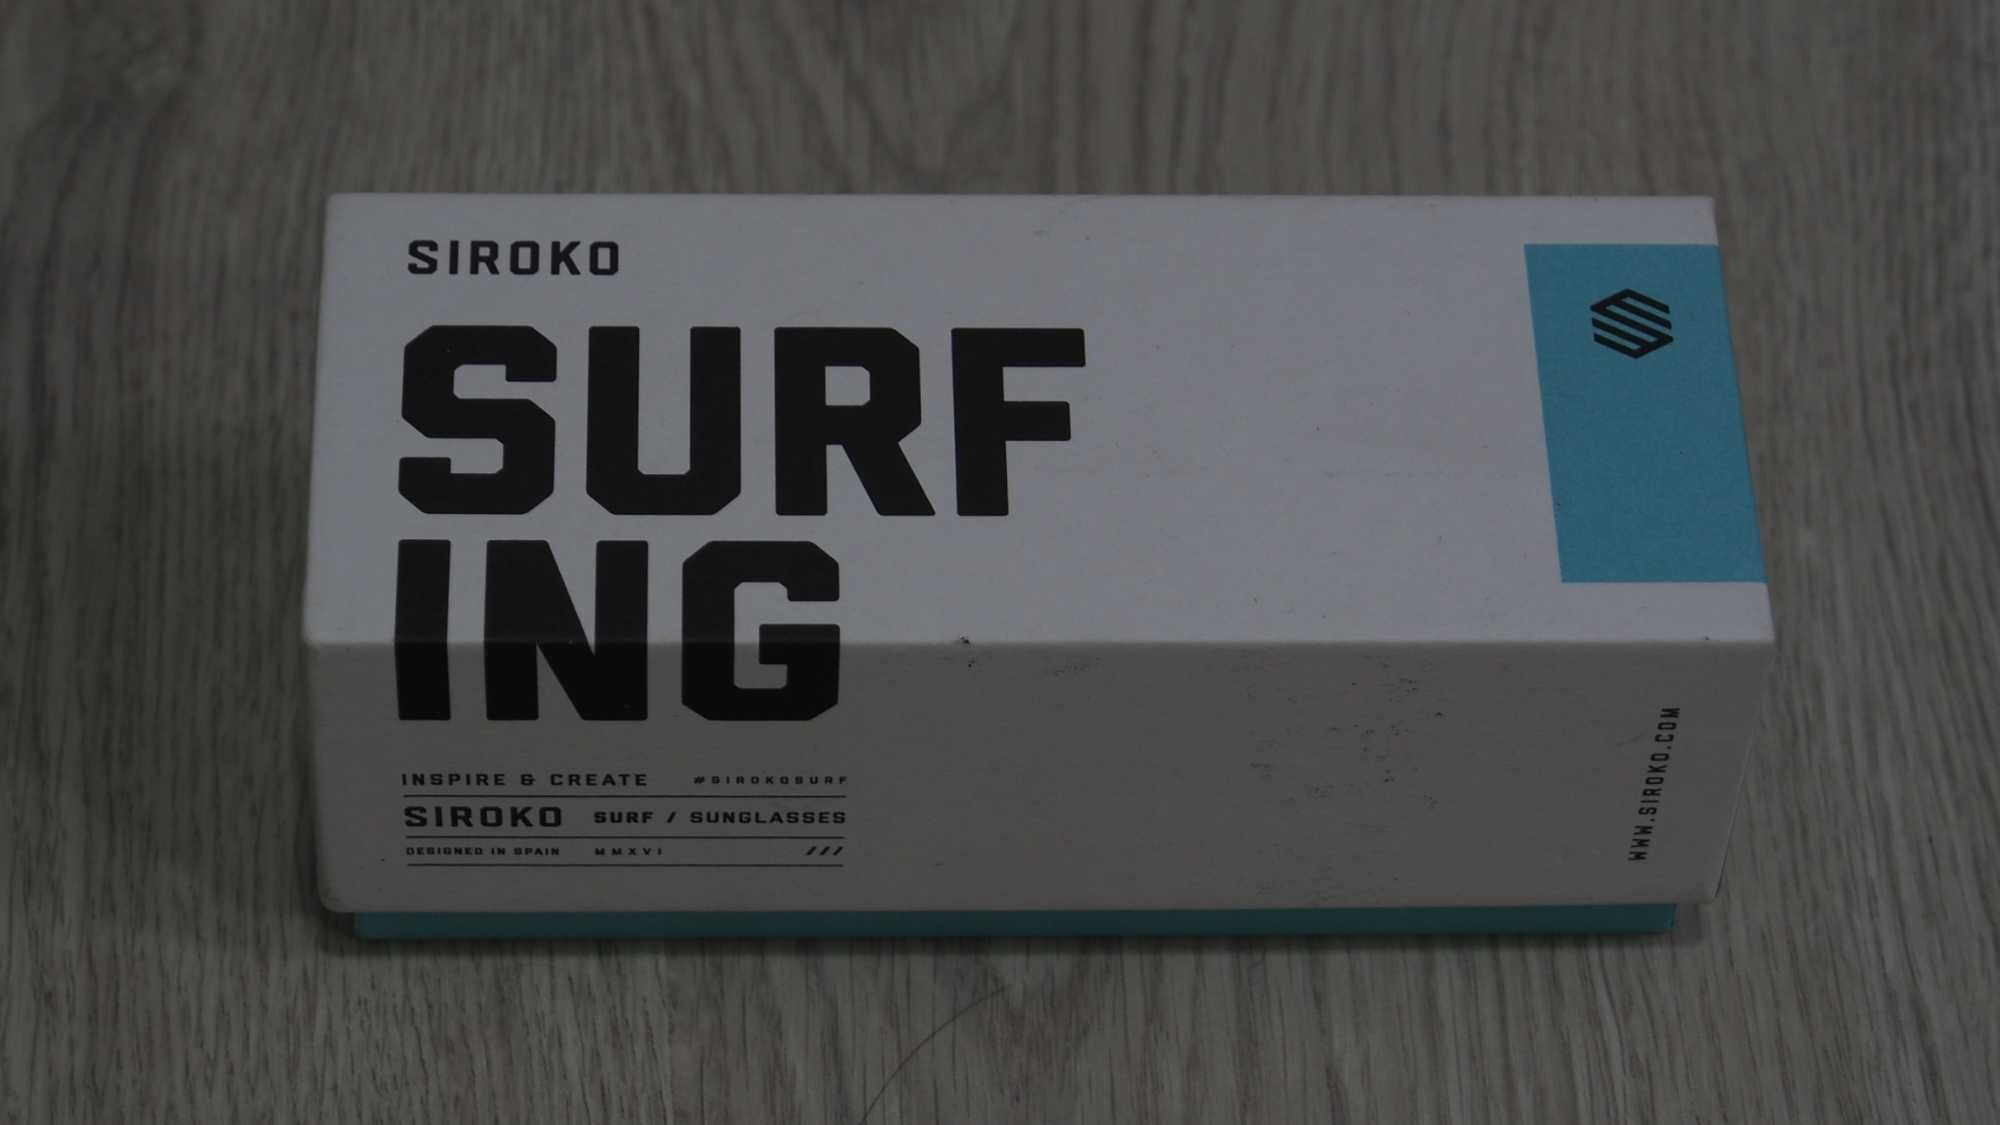 SIROKO
SURF
ING
INSPIRE & CREATE #SIROKOSURF
SIROKO SURF / SUNGLASSES
DESIGNED IN SPAIN MMXVI ///
WWW.SIROKO.COM